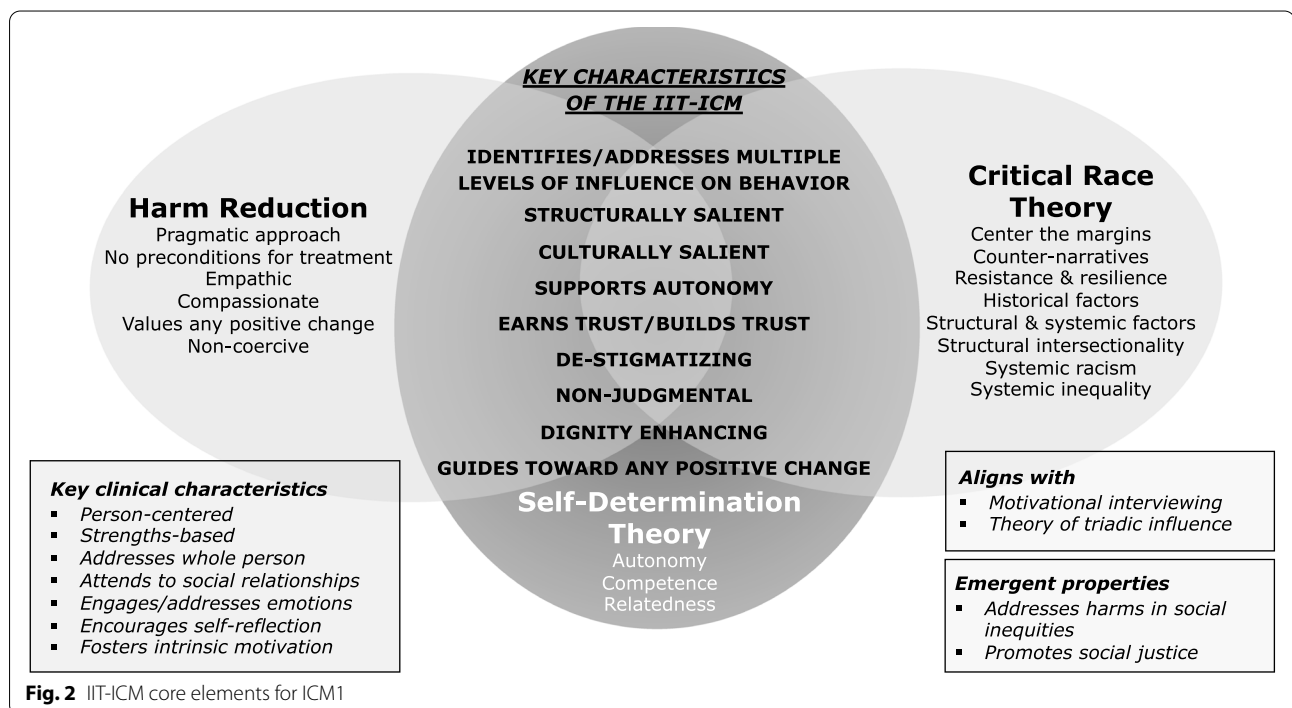 KEY CHARACTERISTICS
OF THE IIT-ICM
IDENTIFIES/ADDRESSES MULTIPLE
LEVELS OF INFLUENCE ON BEHAVIOR
STRUCTURALLY SALIENT
CULTURALLY SALIENT
SUPPORTS AUTONOMY
EARNS TRUST/BUILDS TRUST
DE-STIGMATIZING
NON-JUDGMENTAL
DIGNITY ENHANCING
GUIDES TOWARD ANY POSITIVE CHANGE
Harm Reduction
Pragmatic approach
No preconditions for treatment
Empathic
Compassionate
Values any positive change
Non-coercive
Critical Race
Theory
Center the margins
Counter-narratives
Resistance & resilience
Historical factors
Structural & systemic factors
Structural intersectionality
Systemic racism
Systemic inequality
Self-Determination
Theory
Autonomy
Competence
Relatedness
Key clinical characteristics
▪ Person-centered
▪ Strengths-based
▪ Addresses whole person
▪ Attends to social relationships
▪ Engages/addresses emotions
▪ Encourages self-reflection
▪ Fosters intrinsic motivation
Aligns with
▪ Motivational interviewing
▪ Theory of triadic influence
Emergent properties
▪ Addresses harms in social
inequities
▪ Promotes social justice
Fig. 2 IIT-ICM core elements for ICM1